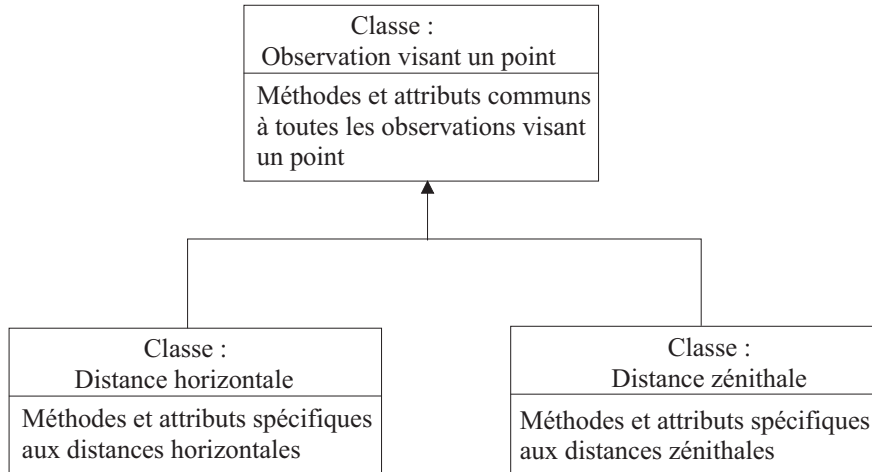 Classe :
Observation visant un point
Méthodes et attributs communs
à toutes les observations visant
un point
Classe :
Distance horizontale
Méthodes et attributs spécifiques
aux distances horizontales
Classe :
Distance zénithale
Méthodes et attributs spécifiques
aux distances zénithales